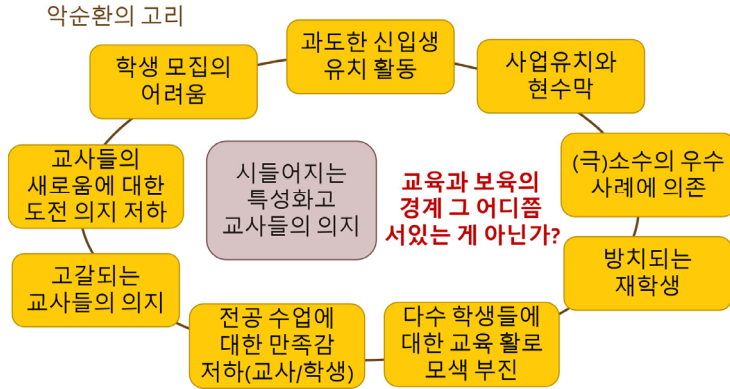 악순환의 고리
과도한 신입생
유치 활동
사업유치와
현수막
(극)소수의 우수
사례에 의존
방치되는
재학생
다수 학생들에
대한 교육 활로
모색 부진
전공 수업에
대한 만족감
저하(교사/학생)
고갈되는
교사들의 의지
교사들의
새로움에 대한
도전 의지 저하
학생 모집의
어려움
시들어지는
특성화고
교사들의 의지
교육과 보육의
경계 그 어디쯤
서있는 게 아닌가?